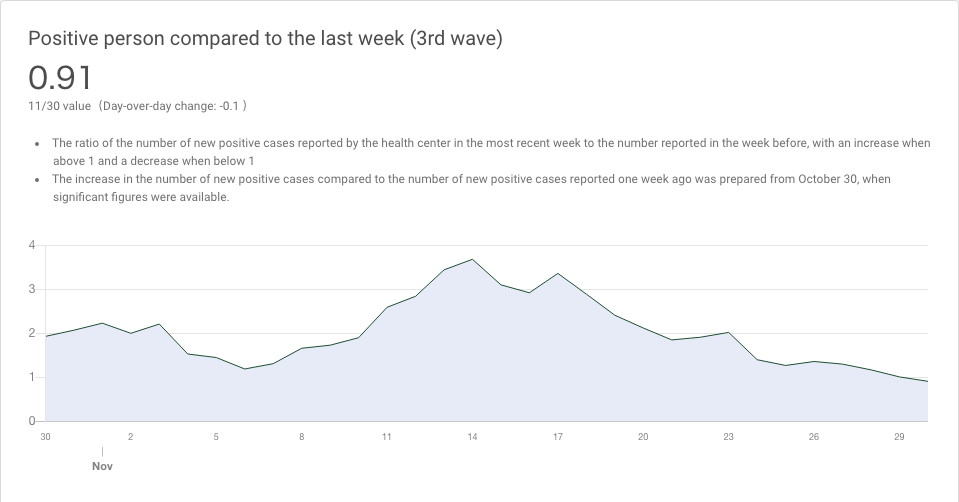 Positive person compared to the last week (3rd wave)
0.91
11/30 value（Day-over-day change: -0.1 ）
• The ratio of the number of new positive cases reported by the health center in the most recent week to the number reported in the week before, with an increase when
above 1 and a decrease when below 1
• The increase in the number of new positive cases compared to the number of new positive cases reported one week ago was prepared from October 30, when
significant figures were available.
4
3
2
1
0
30 2 5 8 11 14 17 20 23 26 29
Nov